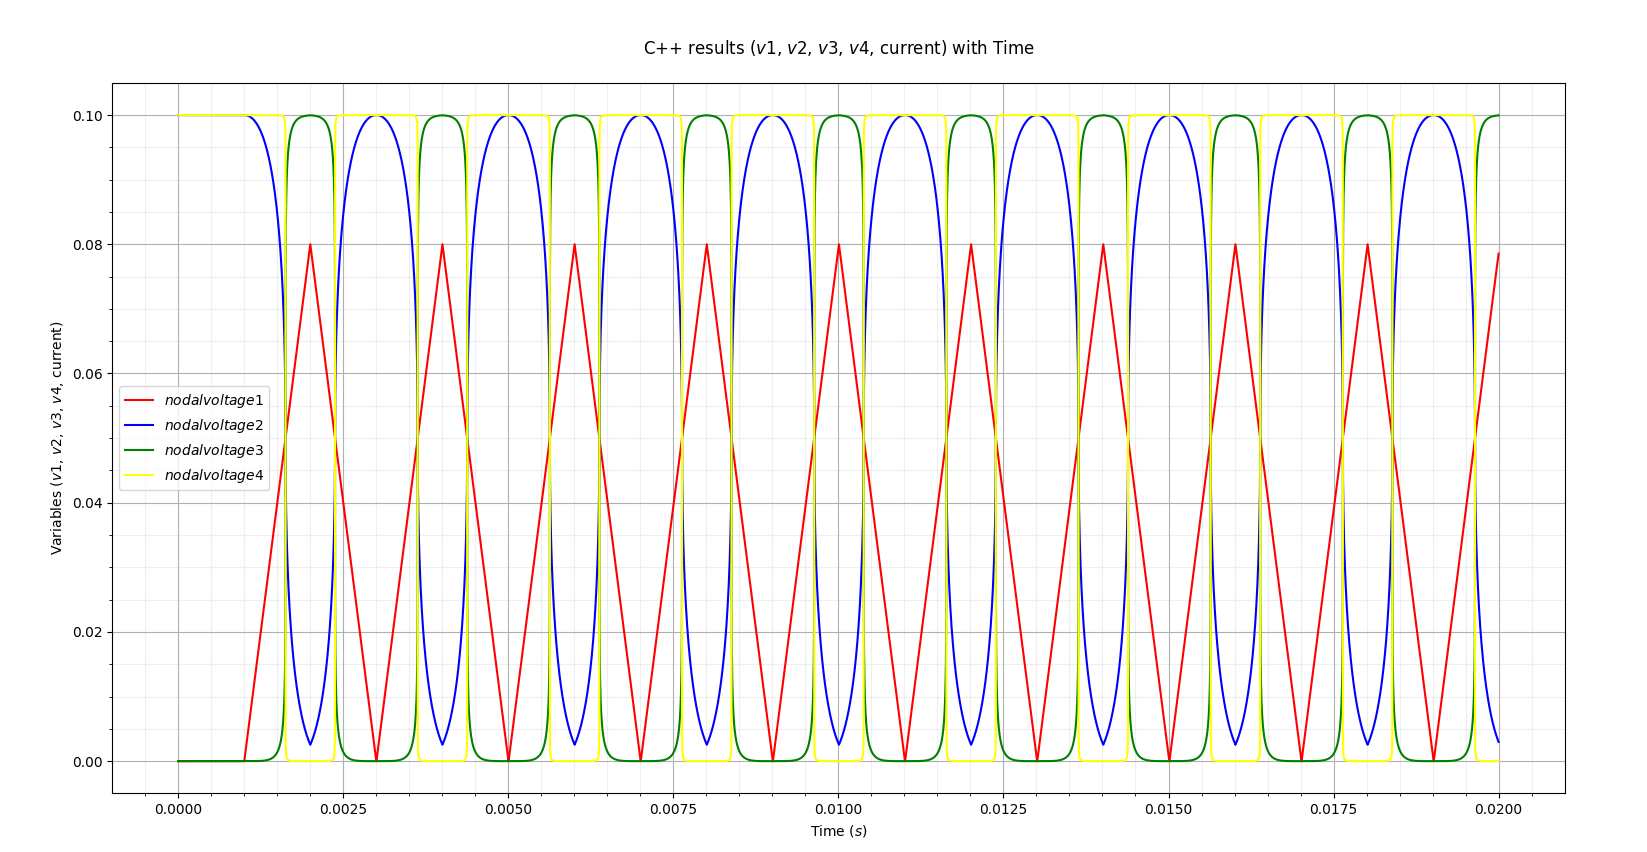 C++ results (v1, v2, v3, v4, current) with Time
0.10
0.08
0.06
0.04
0.02
0.00
Variables (v1, v2, v3, v4, current)
nodalvoltage1
nodalvoltage2
nodalvoltage3
nodalvoltage4
0.0000 0.0025 0.0050 0.0075 0.0100 0.0125 0.0150 0.0175 0.0200
Time (s)